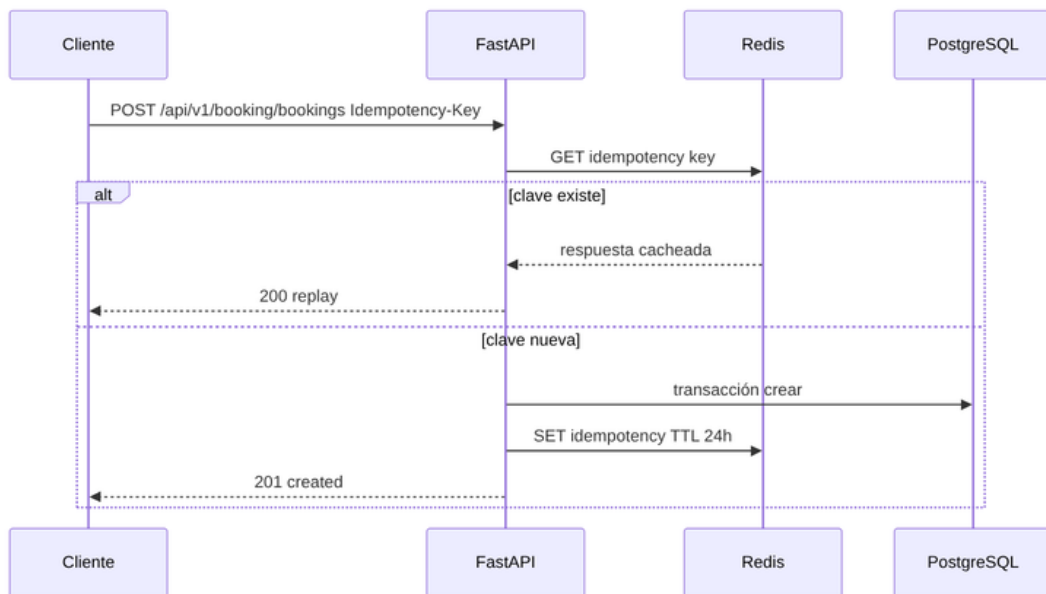 Cliente
FastAPI
Redis
PostgreSQL
POST /api/v1/booking/bookings Idempotency-Key
GET idempotency key
alt
[clave existe]
respuesta cacheada
200 replay
[clave nueva]
transacción crear
SET idempotency TTL 24h
201 created
Cliente
FastAPI
Redis
PostgreSQL